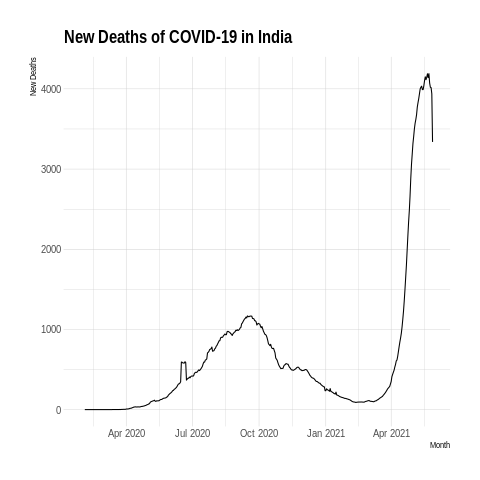 New Deaths of COVID-19 in India
New Deaths
4000
3000
2000
1000
0
Apr 2020 Jul 2020 Oct 2020 Jan 2021 Apr 2021
Month